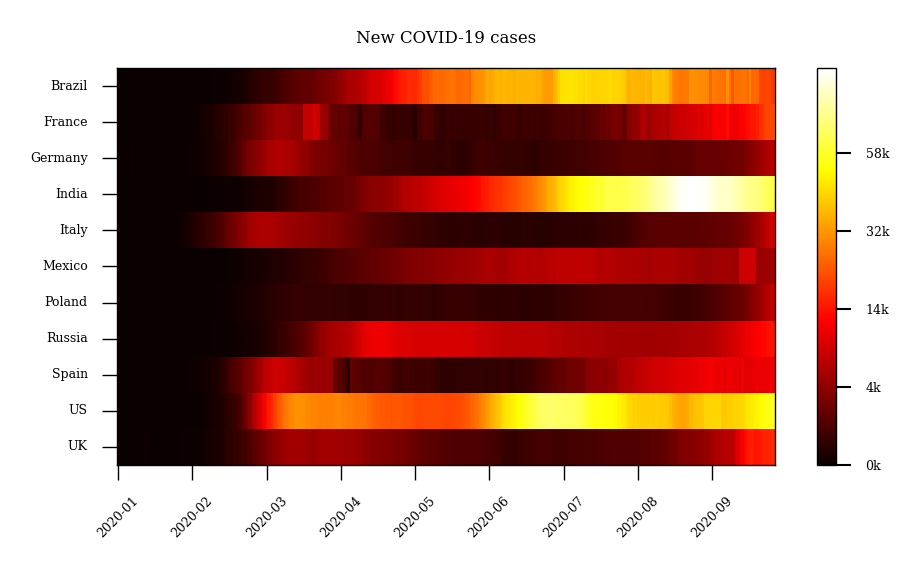 New COVID-19 cases
Brazil
France
Germany
India
Italy
Mexico
Poland
Russia
Spain
US
UK
58k
32k
14k
4k
0k
2020-01
2020-02
2020-03
2020-04
2020-05
2020-06
2020-07
2020-08
2020-09